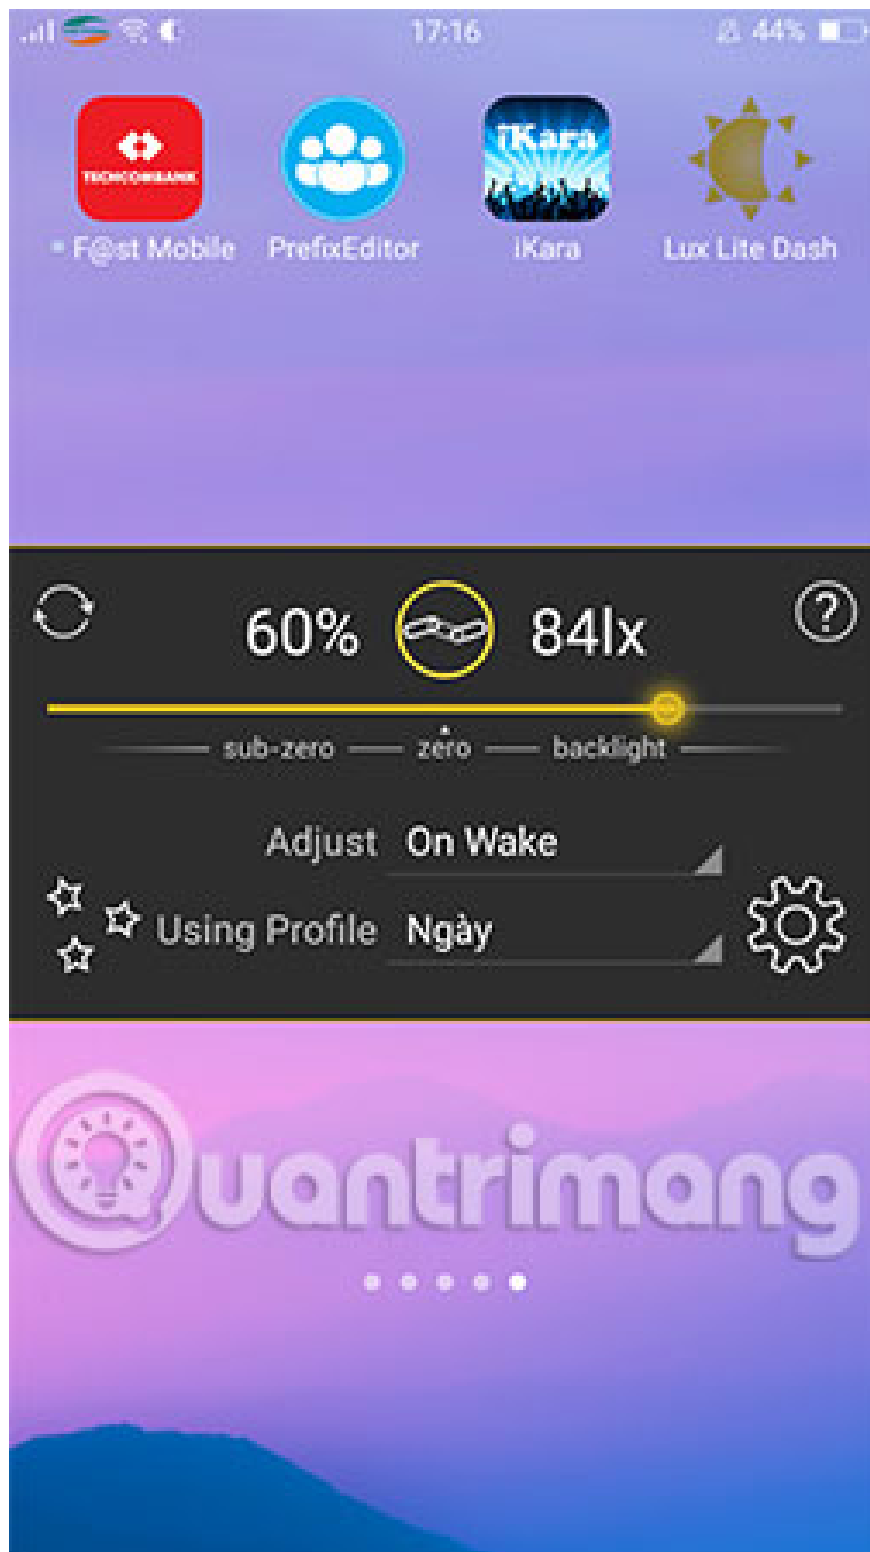 17:16 44%
TECHCOMBANK iKara
F@st Mobile PrefixEditor iKara Lux Lite Dash
60% 84lx ?
sub-zero zero backlight
Adjust On Wake
Using Profile Ngày
Quantrimang